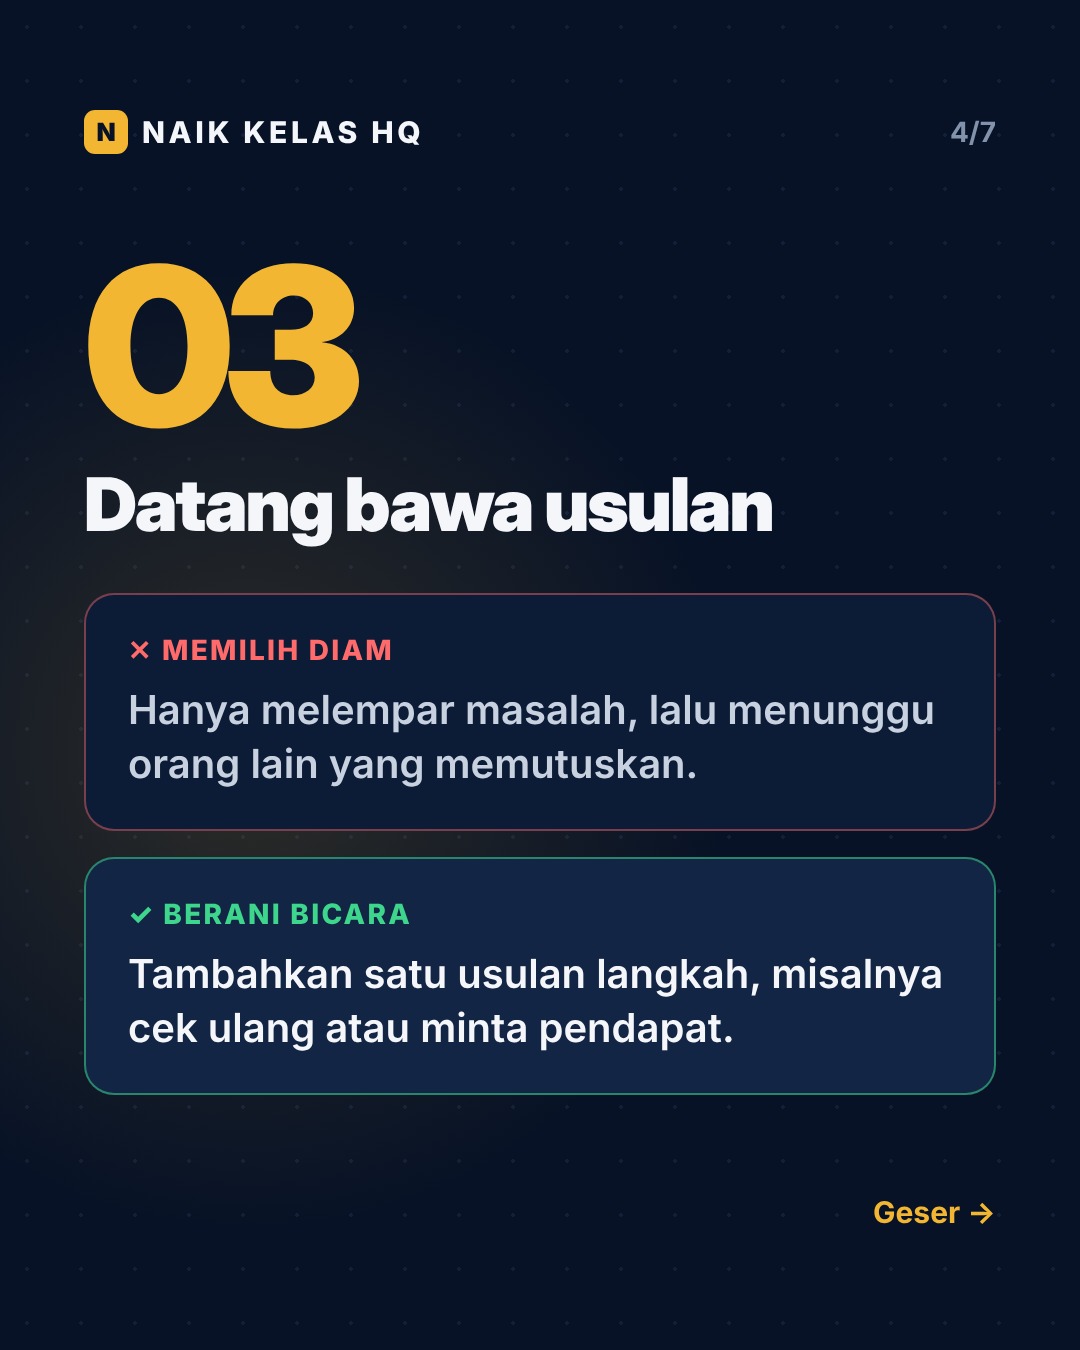 N NAIK KELAS HQ
4/7
03
Datang bawa usulan
✕ MEMILIH DIAM
Hanya melempar masalah, lalu menunggu
orang lain yang memutuskan.
✓ BERANI BICARA
Tambahkan satu usulan langkah, misalnya
cek ulang atau minta pendapat.
Geser →